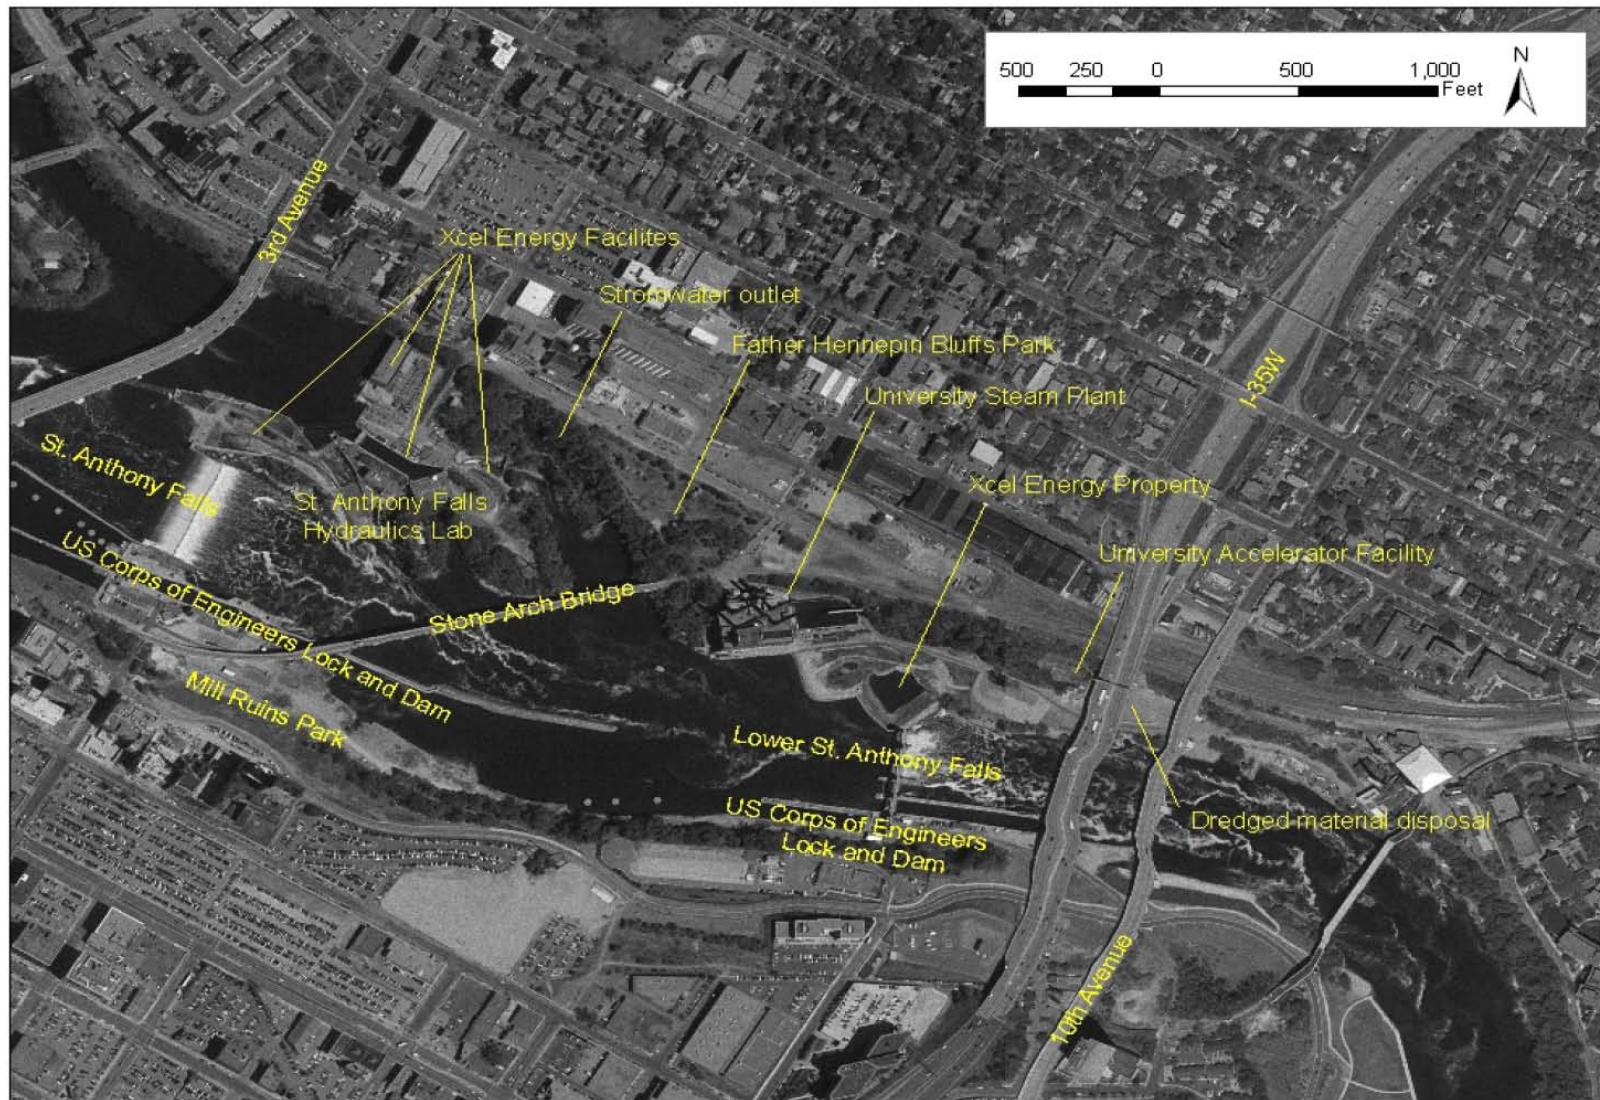 500 250 0 500 1,000
Feet
N
3rd Avenue
Xcel Energy Facilites
Stromwater outlet
Father Hennepin Bluffs Park
University Steam Plant
I-35W
St. Anthony Falls
St. Anthony Falls
Hydraulics Lab
Xcel Energy Property
University Accelerator Facility
US Corps of Engineers Lock and Dam
Stone Arch Bridge
Mill Ruins Park
Lower St. Anthony Falls
US Corps of Engineers
Lock and Dam
Dredged material disposal
10th Avenue